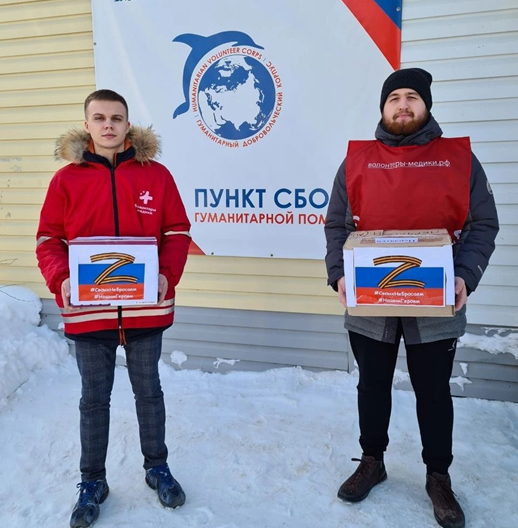 HUMANITARIAN VOLUNTEER CORPS
ГУМАНИТАРНЫЙ ДОБРОВОЛЬЧЕСКИЙ КОРПУС
ПУНКТ СБО
ГУМАНИТАРНОЙ ПОМ
волонтеры-медики.рф
Z
#СвоихНеБросаем
#НашимГероям
Z
#СвоихНеБросаем
#НашимГероям